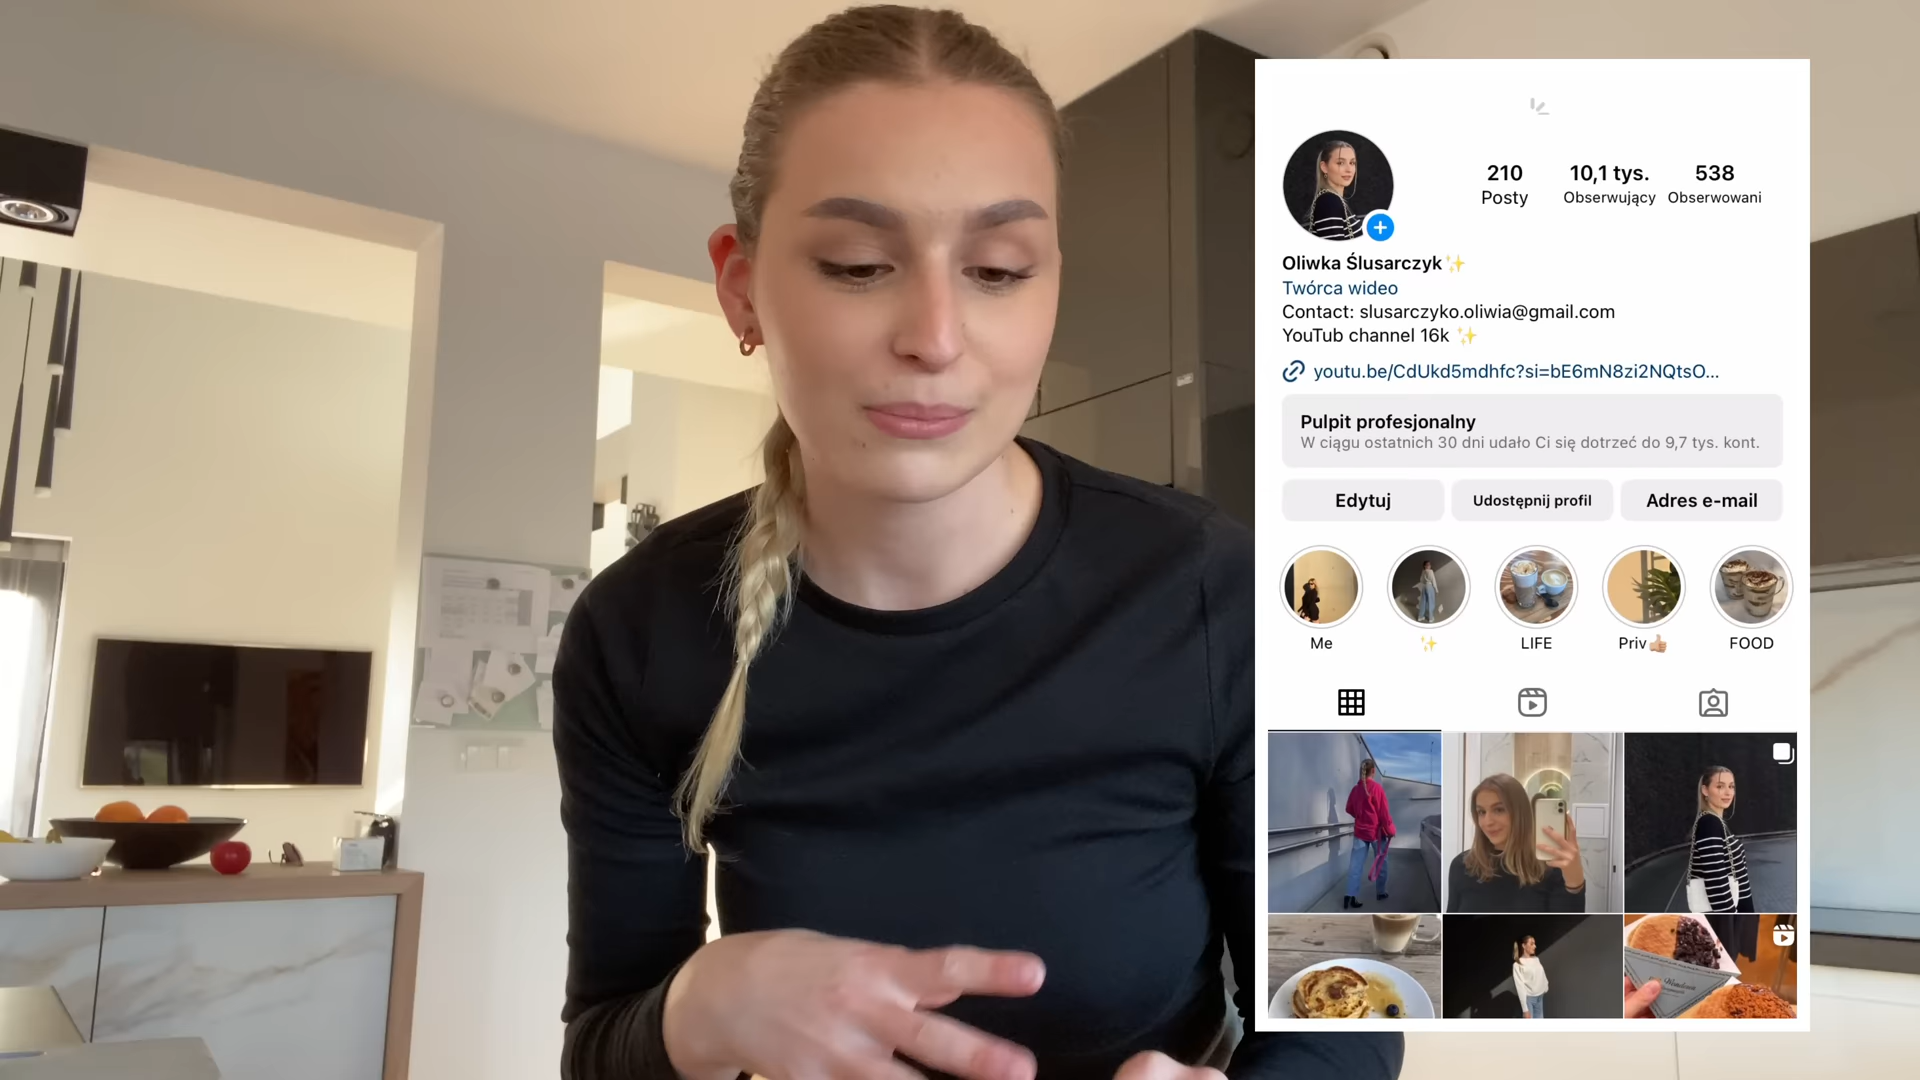 210
Posty
10,1 tys.
Obserwujący
538
Obserwowani
Oliwka Ślusarczyk✨
Twórca wideo
Contact: slusarczyko.oliwia@gmail.com
YouTub channel 16k ✨
youtu.be/CdUkd5mdhfc?si=bE6mN8zi2NQtsO...
Pulpit profesjonalny
W ciągu ostatnich 30 dni udało Ci się dotrzeć do 9,7 tys. kont.
Edytuj
Udostępnij profil
Adres e-mail
Me
✨
LIFE
Priv👍🏼
FOOD